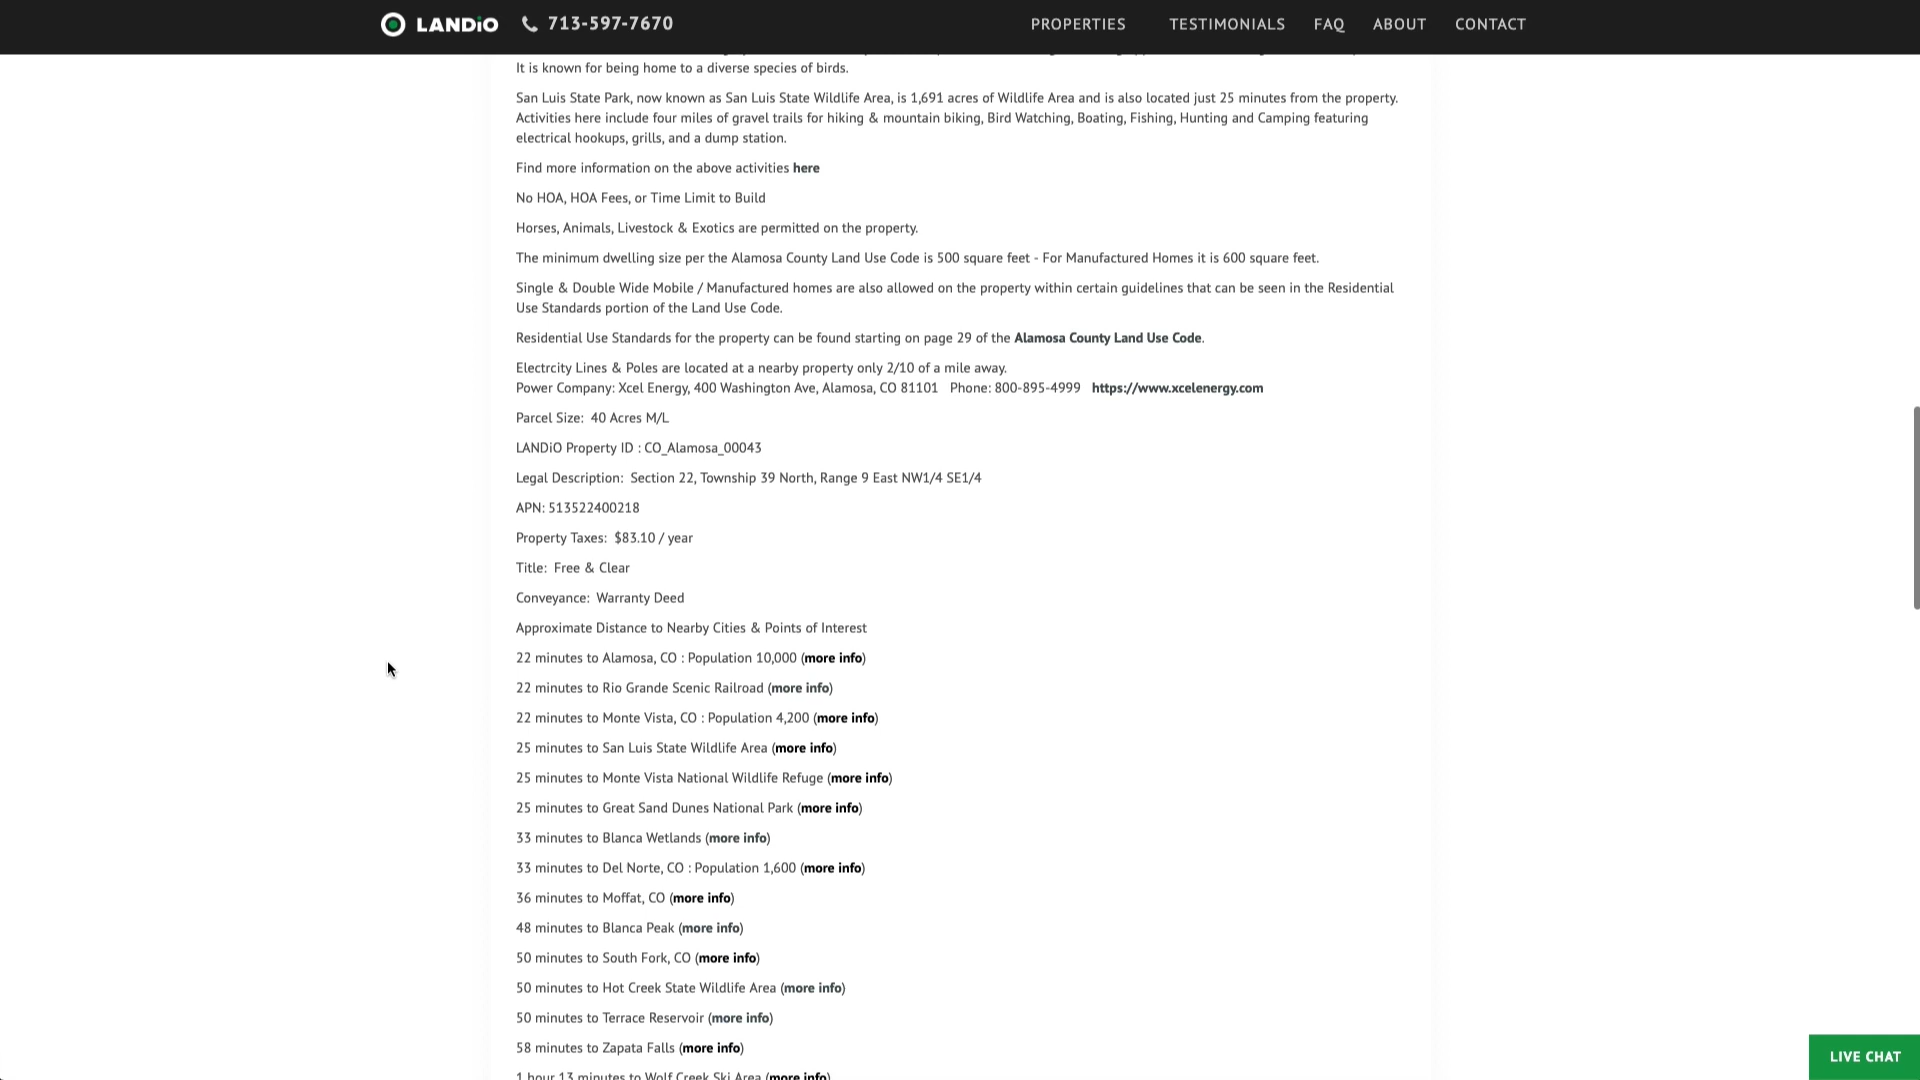 LANDiO
713-597-7670
PROPERTIES
TESTIMONIALS
FAQ
ABOUT
CONTACT
It is known for being home to a diverse species of birds.
San Luis State Park, now known as San Luis State Wildlife Area, is 1,691 acres of Wildlife Area and is also located just 25 minutes from the property.
Activities here include four miles of gravel trails for hiking & mountain biking, Bird Watching, Boating, Fishing, Hunting and Camping featuring
electrical hookups, grills, and a dump station.
Find more information on the above activities here
No HOA, HOA Fees, or Time Limit to Build
Horses, Animals, Livestock & Exotics are permitted on the property.
The minimum dwelling size per the Alamosa County Land Use Code is 500 square feet - For Manufactured Homes it is 600 square feet.
Single & Double Wide Mobile / Manufactured homes are also allowed on the property within certain guidelines that can be seen in the Residential
Use Standards portion of the Land Use Code.
Residential Use Standards for the property can be found starting on page 29 of the Alamosa County Land Use Code.
Electrcity Lines & Poles are located at a nearby property only 2/10 of a mile away.
Power Company: Xcel Energy, 400 Washington Ave, Alamosa, CO 81101 Phone: 800-895-4999 https://www.xcelenergy.com
Parcel Size: 40 Acres M/L
LANDiO Property ID : CO_Alamosa_00043
Legal Description: Section 22, Township 39 North, Range 9 East NW1/4 SE1/4
APN: 513522400218
Property Taxes: $83.10 / year
Title: Free & Clear
Conveyance: Warranty Deed
Approximate Distance to Nearby Cities & Points of Interest
22 minutes to Alamosa, CO : Population 10,000 (more info)
22 minutes to Rio Grande Scenic Railroad (more info)
22 minutes to Monte Vista, CO : Population 4,200 (more info)
25 minutes to San Luis State Wildlife Area (more info)
25 minutes to Monte Vista National Wildlife Refuge (more info)
25 minutes to Great Sand Dunes National Park (more info)
33 minutes to Blanca Wetlands (more info)
33 minutes to Del Norte, CO : Population 1,600 (more info)
36 minutes to Moffat, CO (more info)
48 minutes to Blanca Peak (more info)
50 minutes to South Fork, CO (more info)
50 minutes to Hot Creek State Wildlife Area (more info)
50 minutes to Terrace Reservoir (more info)
58 minutes to Zapata Falls (more info)
1 hour 13 minutes to Wolf Creek Ski Area (more info)
LIVE CHAT